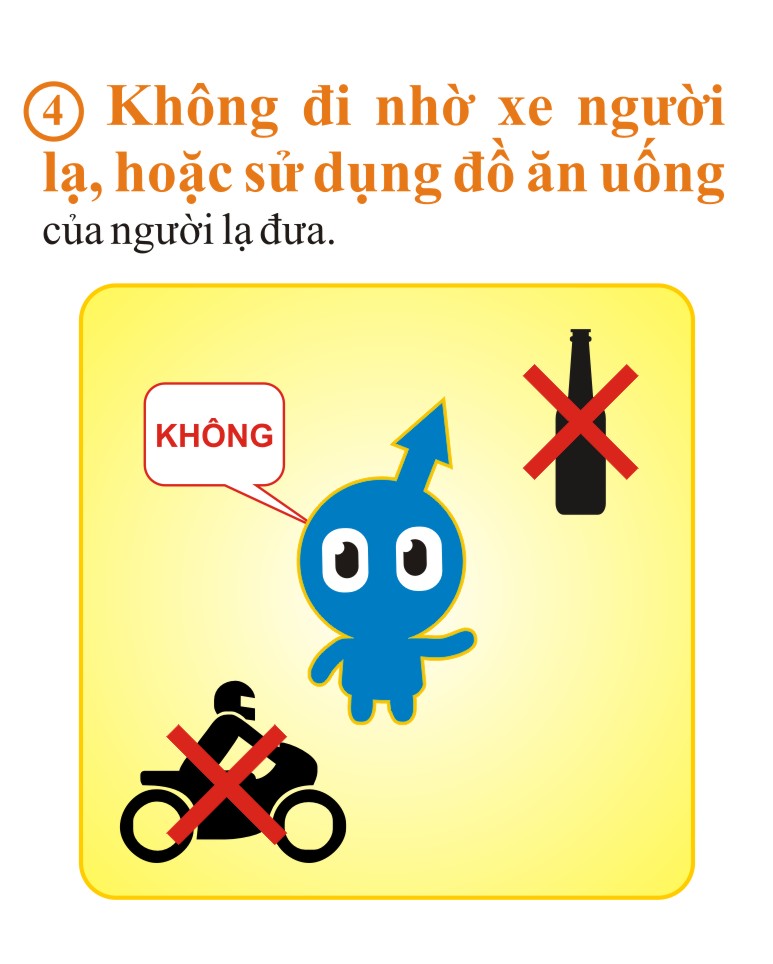 4 Không đi nhờ xe người
lạ, hoặc sử dụng đồ ăn uống
của người lạ đưa.
KHÔNG